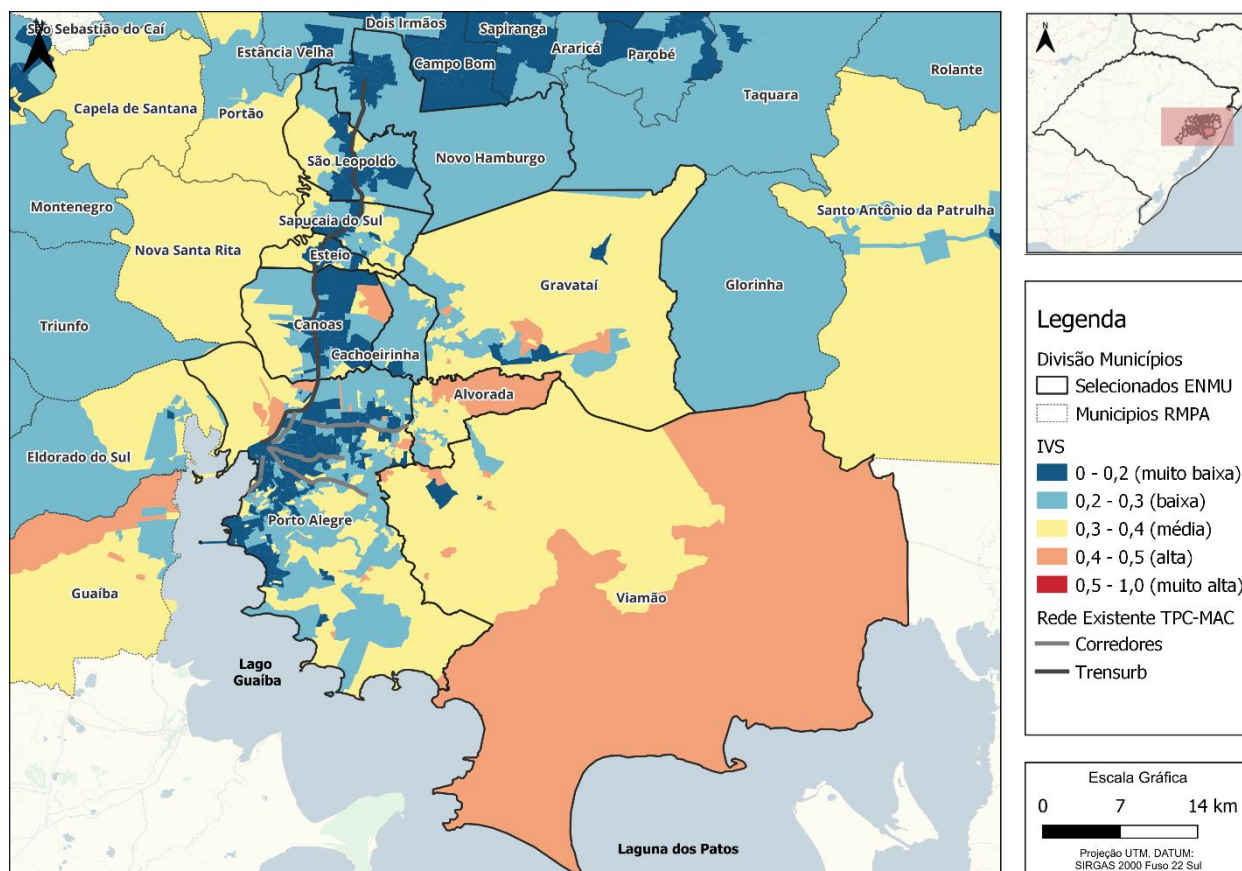 São Sebastião do Caí
Dois Irmãos
Sapiranga
Araricá
Parobé
Estância Velha
Campo Bom
Rolante
Capela de Santana
Portão
Taquara
São Leopoldo
Novo Hamburgo
Montenegro
Sapucaia do Sul
Santo Antônio da Patrulha
Nova Santa Rita
Esteio
Gravataí
Glorinha
Triunfo
Canoas
Cachoeirinha
Alvorada
Eldorado do Sul
Porto Alegre
Guaíba
Viamão
Lago
Guaíba
Laguna dos Patos
N
N
Legenda
Divisão Municípios
Selecionados ENMU
Municipios RMPA
IVS
0 - 0,2 (muito baixa)
0,2 - 0,3 (baixa)
0,3 - 0,4 (média)
0,4 - 0,5 (alta)
0,5 - 1,0 (muito alta)
Rede Existente TPC-MAC
Corredores
Trensurb
Escala Gráfica
0 7 14 km
Projeção UTM, DATUM:
SIRGAS 2000 Fuso 22 Sul